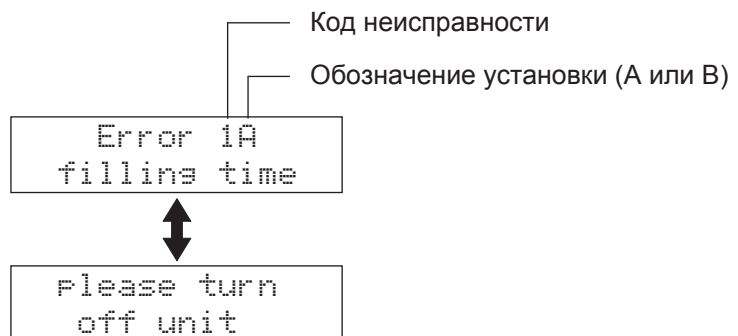 Код неисправности
Обозначение установки (А или В)
Error 1A
filling time
please turn
off unit